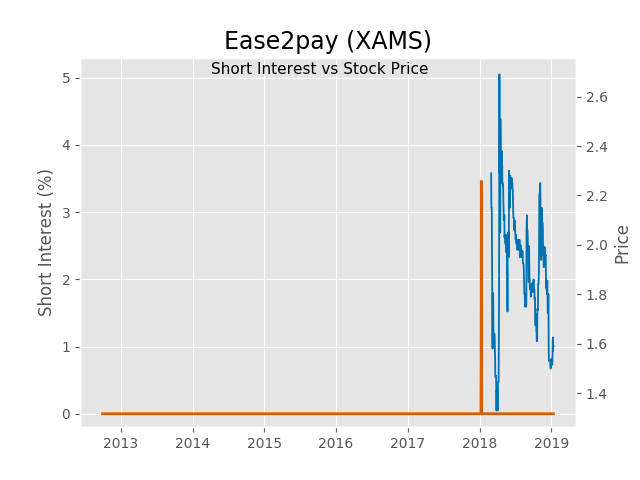 Ease2pay (XAMS)
Short Interest vs Stock Price
Short Interest (%)
5
4
3
2
1
0
2.6
2.4
2.2
2.0
1.8
1.6
1.4
Price
2013 2014 2015 2016 2017 2018 2019